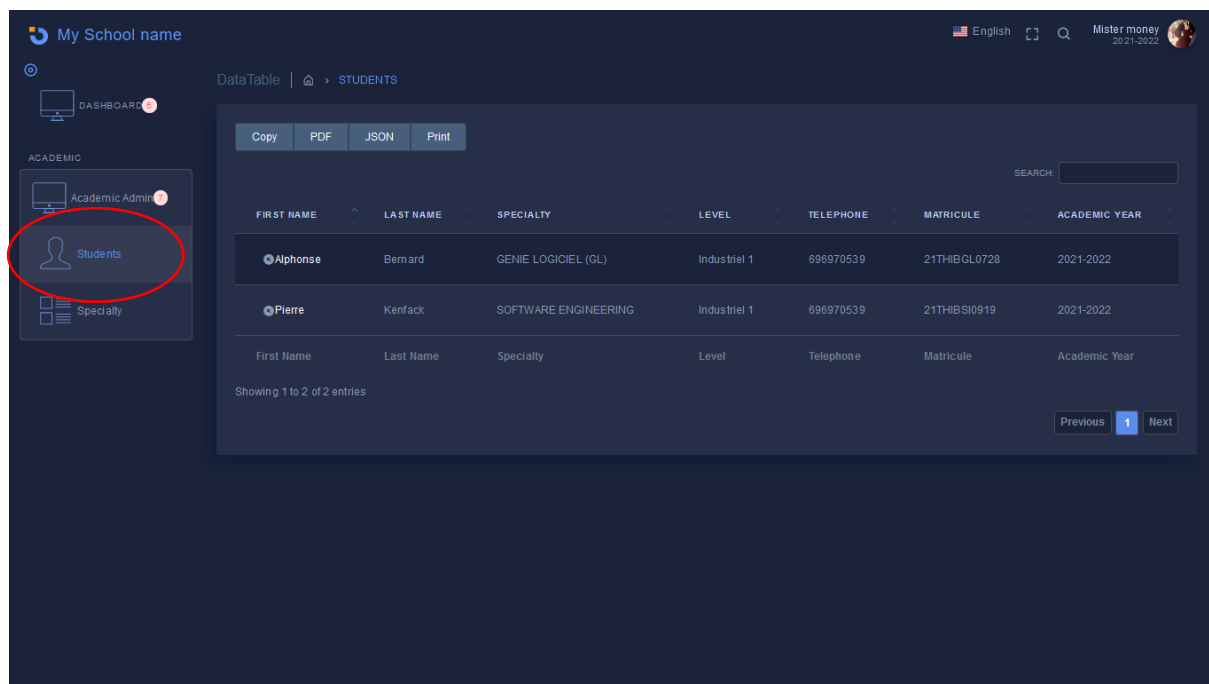 My School name
English
Mister money
2021-2022
DataTable
STUDENTS
DASHBOARD 5
ACADEMIC
Academic Admin 7
Students
Specialty
Copy PDF JSON Print
SEARCH:
FIRST NAME LAST NAME SPECIALTY LEVEL TELEPHONE MATRICULE ACADEMIC YEAR
Alphonse Bernard GENIE LOGICIEL (GL) Industriel 1 696970539 21THIBGL0728 2021-2022
Pierre Kenfack SOFTWARE ENGINEERING Industriel 1 696970539 21THIBSI0919 2021-2022
First Name Last Name Specialty Level Telephone Matricule Academic Year
Showing 1 to 2 of 2 entries
Previous 1 Next